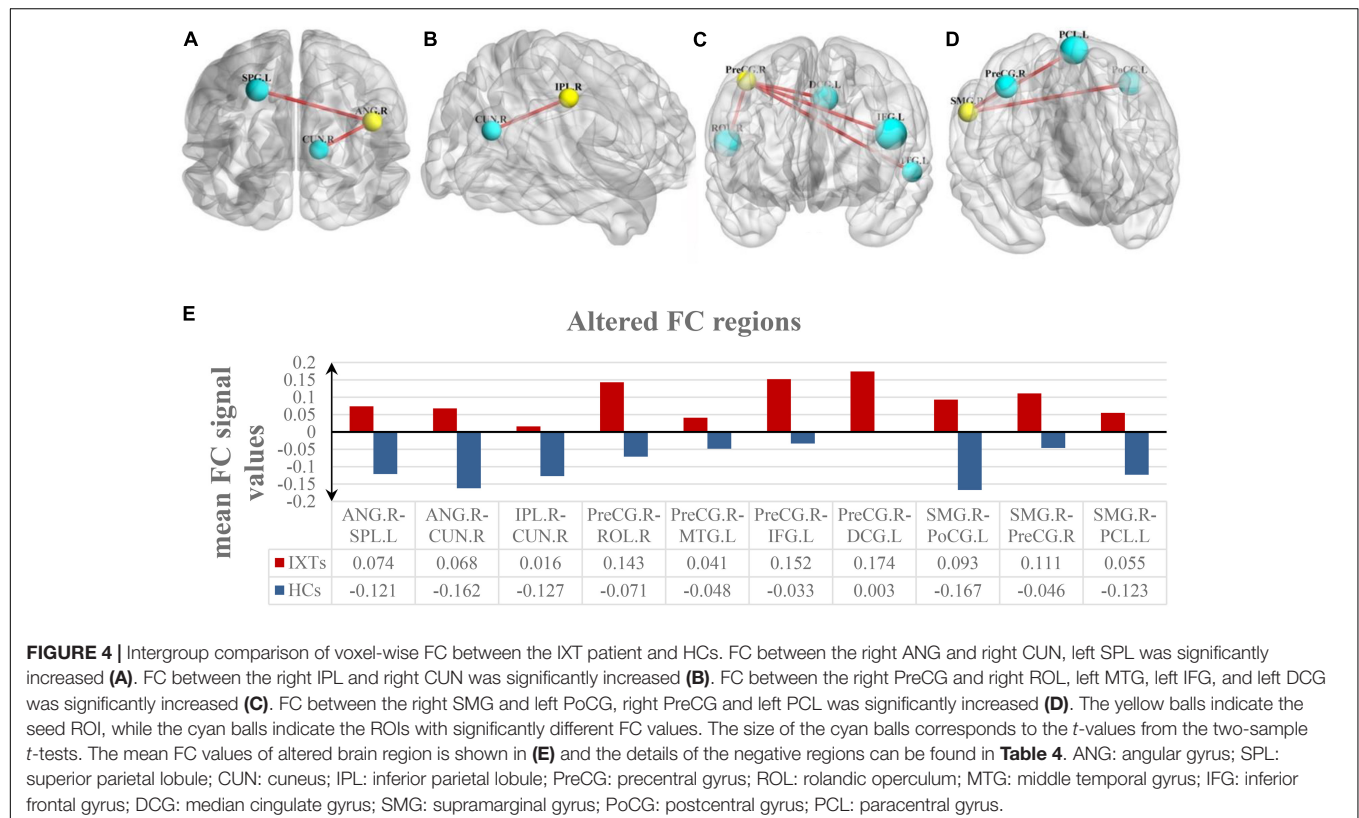 A
B
C
D
SPG.L
ANG.R
CUN.R
IPL.R
CUN.R
PreCG.R
DCG.L
ROL.R
IFG.L
MTG.L
PCL.L
PreCG.R
PoCG.L
SMG.R
E
Altered FC regions
mean FC signal
values
0.2
0.15
0.1
0.05
0
-0.05
-0.1
-0.15
-0.2
ANG.R- ANG.R- IPL.R- PreCG.R- PreCG.R- PreCG.R- PreCG.R- SMG.R- SMG.R- SMG.R-
SPL.L CUN.R CUN.R ROL.R MTG.L IFG.L DCG.L PoCG.L PreCG.R PCL.L
IXTs 0.074 0.068 0.016 0.143 0.041 0.152 0.174 0.093 0.111 0.055
HCs -0.121 -0.162 -0.127 -0.071 -0.048 -0.033 0.003 -0.167 -0.046 -0.123
FIGURE 4 | Intergroup comparison of voxel-wise FC between the IXT patient and HCs. FC between the right ANG and right CUN, left SPL was significantly
increased (A). FC between the right IPL and right CUN was significantly increased (B). FC between the right PreCG and right ROL, left MTG, left IFG, and left DCG
was significantly increased (C). FC between the right SMG and left PoCG, right PreCG and left PCL was significantly increased (D). The yellow balls indicate the
seed ROI, while the cyan balls indicate the ROIs with significantly different FC values. The size of the cyan balls corresponds to the t-values from the two-sample
t-tests. The mean FC values of altered brain region is shown in (E) and the details of the negative regions can be found in Table 4. ANG: angular gyrus; SPL:
superior parietal lobule; CUN: cuneus; IPL: inferior parietal lobule; PreCG: precentral gyrus; ROL: rolandic operculum; MTG: middle temporal gyrus; IFG: inferior
frontal gyrus; DCG: median cingulate gyrus; SMG: supramarginal gyrus; PoCG: postcentral gyrus; PCL: paracentral gyrus.